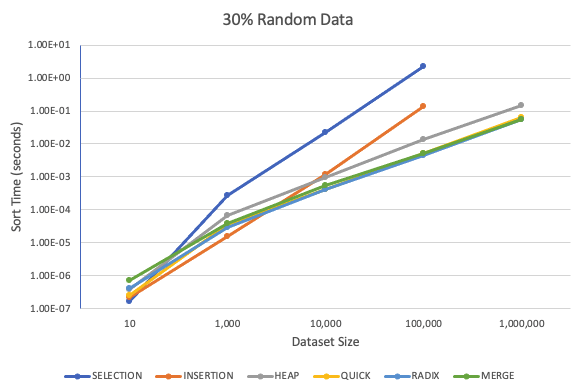 30% Random Data
1.00E+01
1.00E+00
1.00E-01
1.00E-02
1.00E-03
1.00E-04
1.00E-05
1.00E-06
1.00E-07
Sort Time (seconds)
10 1,000 10,000 100,000 1,000,000
Dataset Size
SELECTION INSERTION HEAP QUICK RADIX MERGE